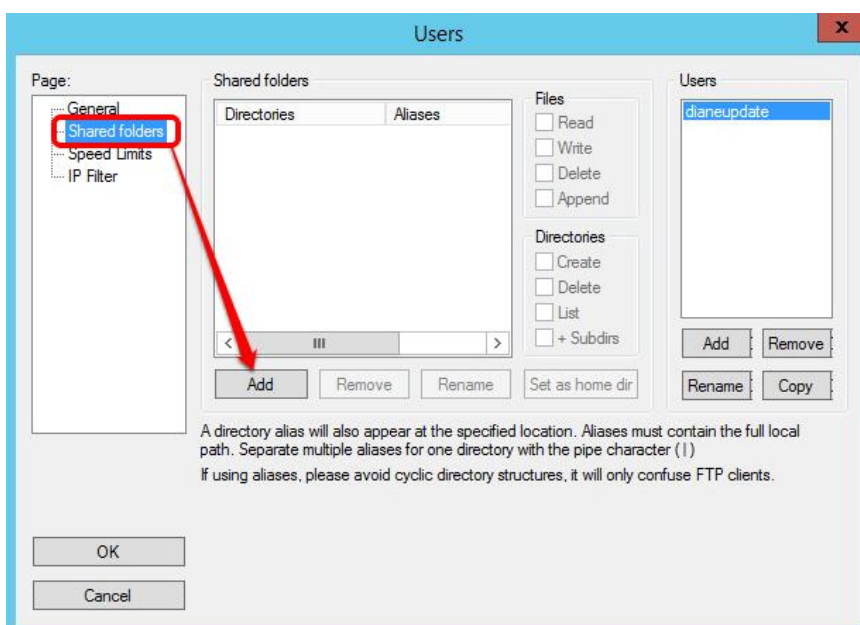 Users
x
Page:
General
Shared folders
Speed Limits
IP Filter
Shared folders
Directories Aliases
Files
Read
Write
Delete
Append
Directories
Create
Delete
List
+ Subdirs
Add Remove Rename Set as home dir
Users
dianeupdate
Add Remove
Rename Copy
A directory alias will also appear at the specified location. Aliases must contain the full local
path. Separate multiple aliases for one directory with the pipe character ( | )
If using aliases, please avoid cyclic directory structures, it will only confuse FTP clients.
OK
Cancel